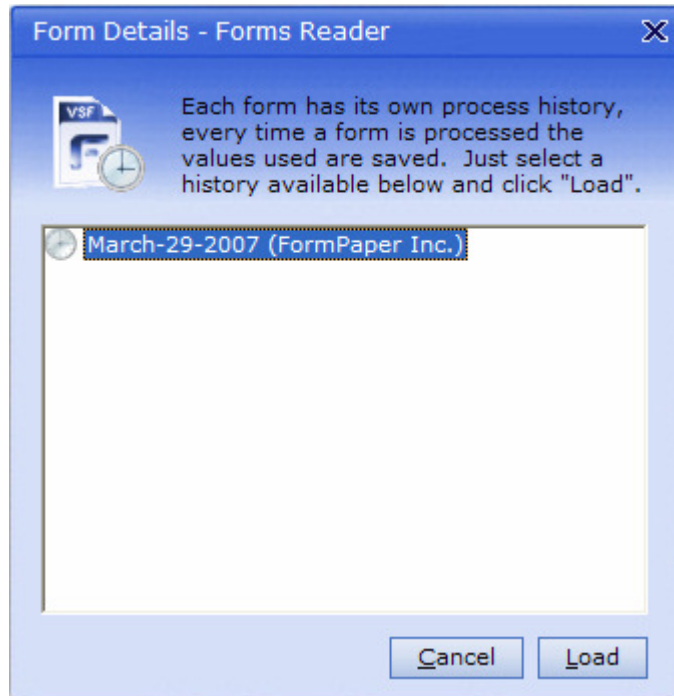 Form Details - Forms Reader
VSF
Each form has its own process history,
every time a form is processed the
values used are saved.  Just select a
history available below and click "Load".
March-29-2007 (FormPaper Inc.)
Cancel
Load